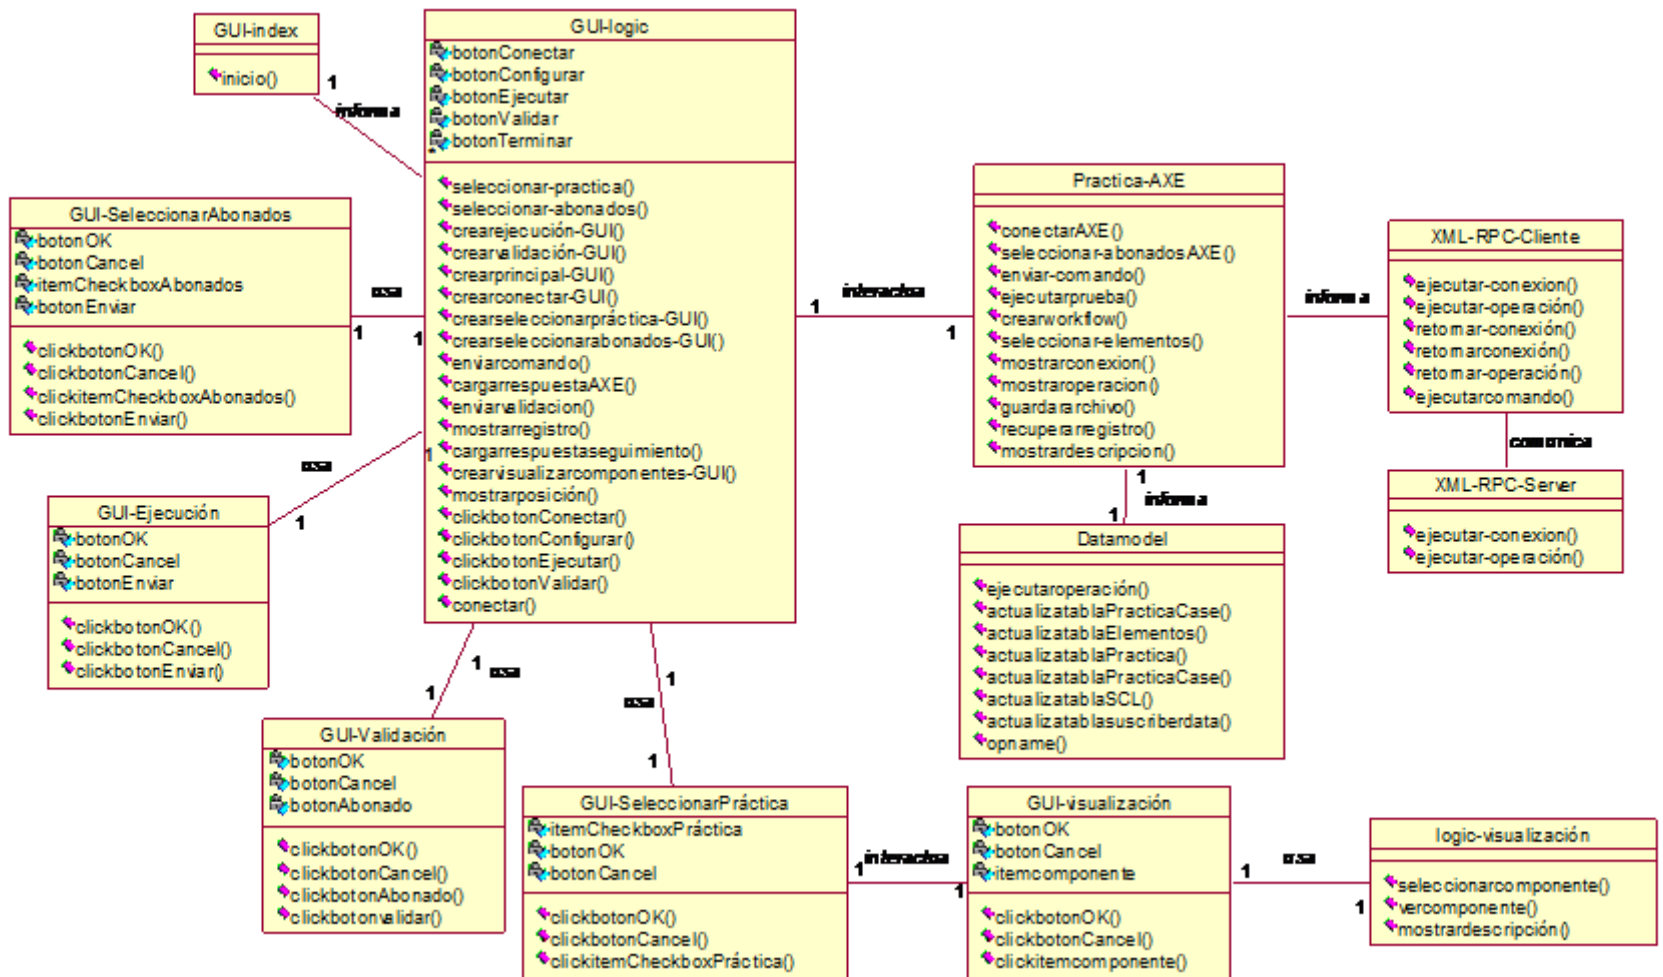 GUI-index
inicio()
1
informa
GUI-logic
botonConectar
botonConfigurar
botonEjecutar
botonValidar
botonTerminar
seleccionar-practica()
seleccionar-abonados()
crearejecución-GUI()
crearvalidación-GUI()
crearprincipal-GUI()
crearconectar-GUI()
crearseleccionarpráctica-GUI()
crearseleccionarabonados-GUI()
enviarcomando()
cargarrespuestaAXE()
enviarvalidacion()
mostrarregistro()
cargarrespuestaseguimiento()
crearvisualizarcomponentes-GUI()
mostrarposición()
clickbotonConectar()
clickbotonConfigurar()
clickbotonEjecutar()
clickbotonValidar()
conectar()
GUI-SeleccionarAbonados
botonOK
botonCancel
itemCheckboxAbonados
botonEnviar
clickbotonOK()
clickbotonCancel()
clickitemCheckboxAbonados()
clickbotonEnviar()
usa
1
1
usa
1
1
GUI-Ejecución
botonOK
botonCancel
botonEnviar
clickbotonOK()
clickbotonCancel()
clickbotonEnviar()
interactua
1
1
Practica-AXE
conectarAXE()
seleccionar-abonadosAXE()
enviar-comando()
ejecutarprueba()
crearworkflow()
seleccionar-elementos()
mostrarconexion()
mostraroperacion()
guardararchivo()
recuperarregistro()
mostrardescripcion()
informa
XML-RPC-Cliente
ejecutar-conexion()
ejecutar-operación()
retornar-conexión()
retornarconexión()
retornar-operación()
ejecutarcomando()
comunica
XML-RPC-Server
ejecutar-conexion()
ejecutar-operación()
1
informa
1
Datamodel
ejecutaroperación()
actualizatablaPracticaCase()
actualizatablaElementos()
actualizatablaPractica()
actualizatablaPracticaCase()
actualizatablaSCL()
actualizatablasuscriberdata()
opname()
1
usa
1
GUI-Validación
botonOK
botonCancel
botonAbonado
clickbotonOK()
clickbotonCancel()
clickbotonAbonado()
clickbotonvalidar()
1
usa
1
GUI-SeleccionarPráctica
itemCheckboxPráctica
botonOK
botonCancel
clickbotonOK()
clickbotonCancel()
clickitemCheckboxPráctica()
interactua
1
1
GUI-visualización
botonOK
botonCancel
itemcomponente
clickbotonOK()
clickbotonCancel()
clickitemcomponente()
usa
1
1
logic-visualización
seleccionarcomponente()
vercomponente()
mostrardescripción()